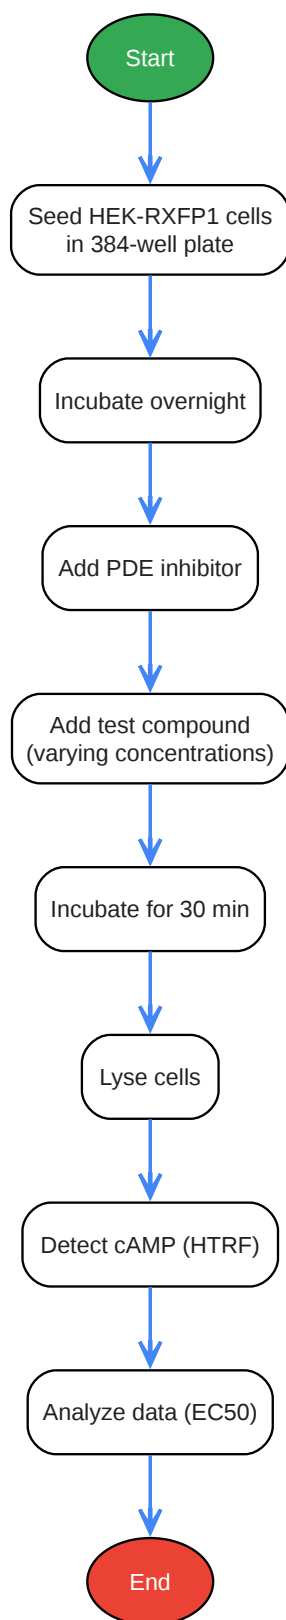 Start
Seed HEK-RXFP1 cells
in 384-well plate
Incubate overnight
Add PDE inhibitor
Add test compound
(varying concentrations)
Incubate for 30 min
Lyse cells
Detect cAMP (HTRF)
Analyze data (EC50)
End